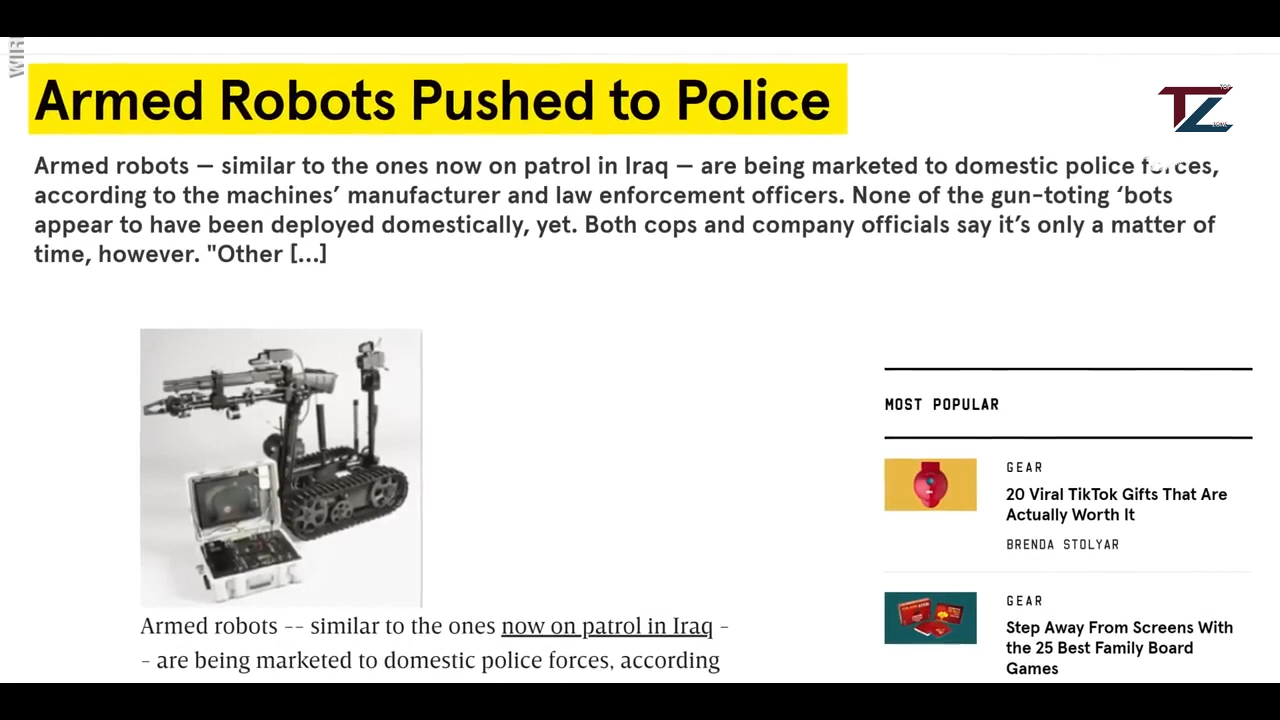 WIR
Armed Robots Pushed to Police
TOP
TZ
ZONE
Armed robots — similar to the ones now on patrol in Iraq — are being marketed to domestic police forces,
according to the machines’ manufacturer and law enforcement officers. None of the gun-toting ‘bots
appear to have been deployed domestically, yet. Both cops and company officials say it’s only a matter of
time, however. "Other [...]
Armed robots -- similar to the ones now on patrol in Iraq -
- are being marketed to domestic police forces, according
MOST POPULAR
GEAR
20 Viral TikTok Gifts That Are
Actually Worth It
BRENDA STOLYAR
GEAR
Step Away From Screens With
the 25 Best Family Board
Games